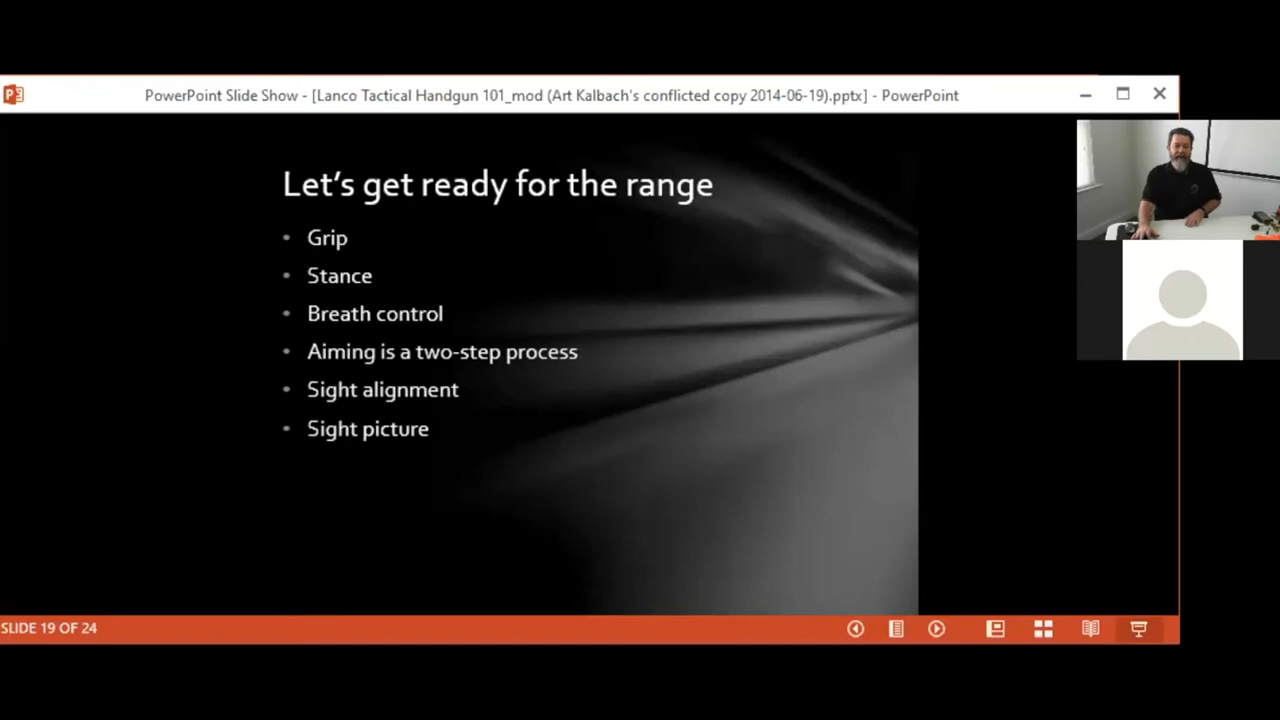 PowerPoint Slide Show - [Lanco Tactical Handgun 101_mod (Art Kalbach's conflicted copy 2014-06-19).pptx] - PowerPoint
Let's get ready for the range
• Grip
• Stance
• Breath control
• Aiming is a two-step process
• Sight alignment
• Sight picture
SLIDE 19 OF 24